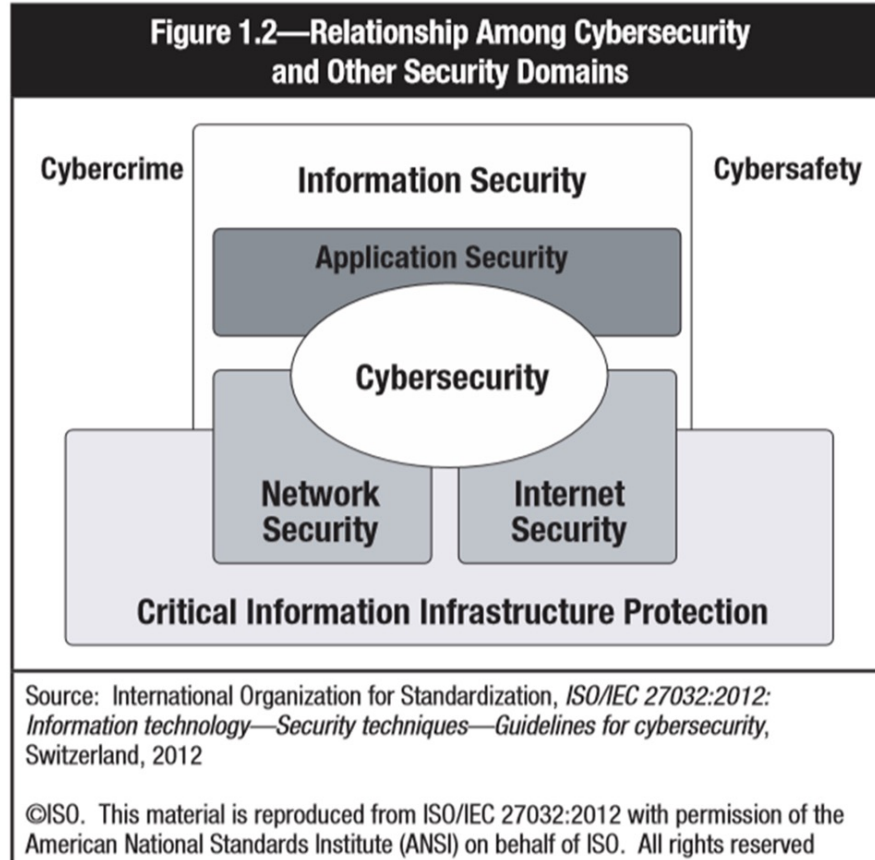 Figure 1.2—Relationship Among Cybersecurity
and Other Security Domains
Cybercrime
Information Security
Cybersafety
Application Security
Cybersecurity
Network
Security
Internet
Security
Critical Information Infrastructure Protection
Source: International Organization for Standardization, ISO/IEC 27032:2012:
Information technology—Security techniques—Guidelines for cybersecurity,
Switzerland, 2012
©ISO. This material is reproduced from ISO/IEC 27032:2012 with permission of the
American National Standards Institute (ANSI) on behalf of ISO. All rights reserved